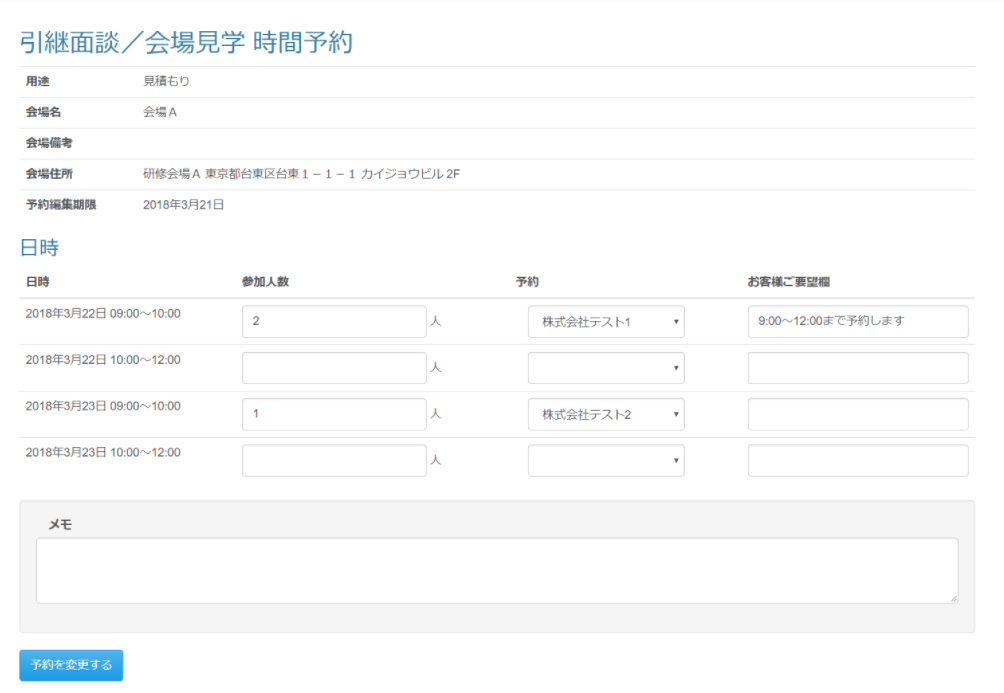 引継面談／会場見学 時間予約
用途 見積もり
会場名 会場Ａ
会場備考
会場住所 研修会場Ａ 東京都台東区台東１－１－１ カイジョウビル 2F
予約編集期限 2018年3月21日
日時
日時 参加人数 予約 お客様ご要望欄
2018年3月22日 09:00～10:00 2 人 株式会社テスト1 9:00～12:00まで予約します
2018年3月22日 10:00～12:00 人
2018年3月23日 09:00～10:00 1 人 株式会社テスト2
2018年3月23日 10:00～12:00 人
メモ
予約を変更する